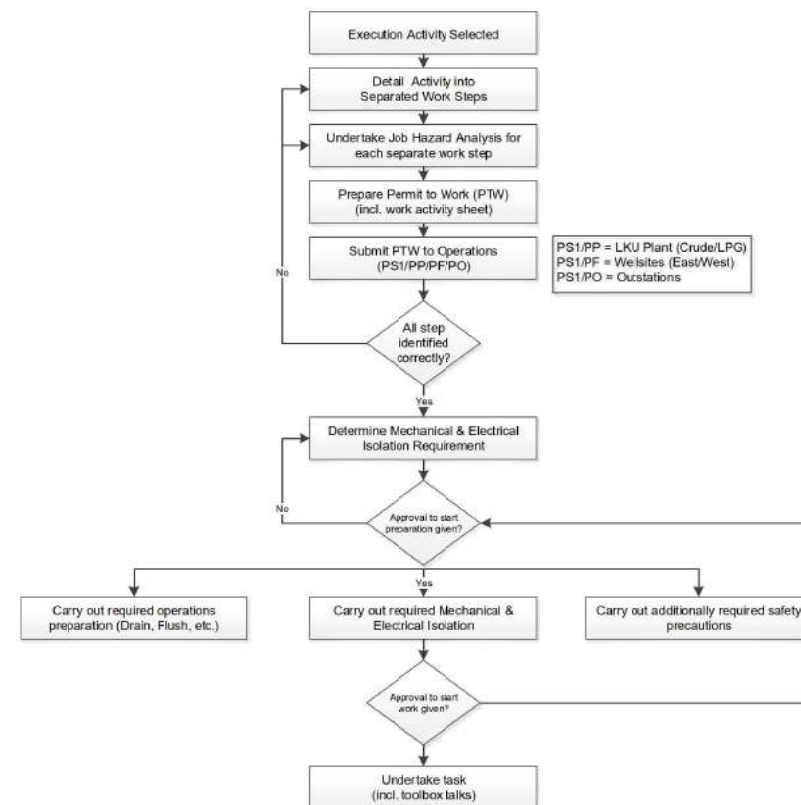 Execution Activity Selected
Detail Activity into
Separated Work Steps
Undertake Job Hazard Analysis for
each separate work step
Prepare Permit to Work (PTW)
(incl. work activity sheet)
Submit PTW to Operations
(PS1/PP/PF/PO)
PS1/PP = LKU Plant (Crude/LPG)
PS1/PF = Wellsites (East/West)
PS1/PO = Outstations
No
All step
identified
correctly?
Yes
Determine Mechanical & Electrical
Isolation Requirement
No
Approval to start
preparation given?
Yes
Carry out required operations
preparation (Drain, Flush, etc.)
Carry out required Mechanical &
Electrical Isolation
Carry out additionally required safety
precautions
Approval to start
work given?
Undertake task
(incl. toolbox talks)